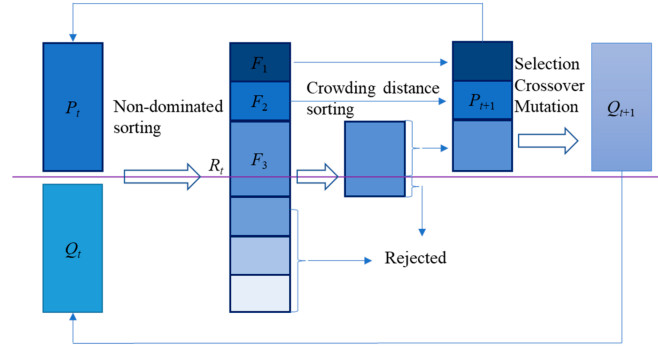 P_t
Non-dominated
sorting
Q_t
R_t
F_1
F_2
F_3
Crowding distance
sorting
Rejected
P_{t+1}
Selection
Crossover
Mutation
Q_{t+1}